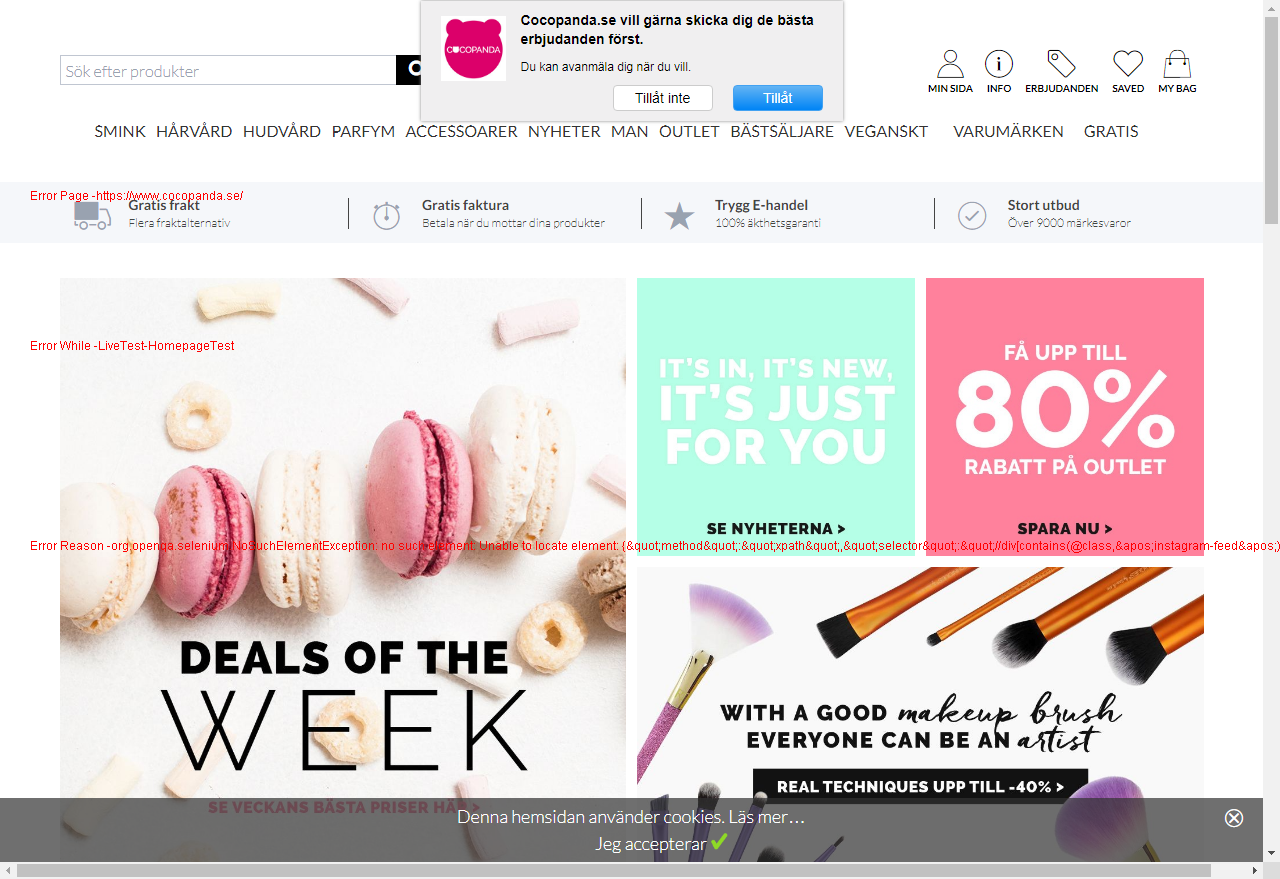 Cocopanda.se vill gärna skicka dig de bästa
erbjudanden först.
COCOPANDA
Du kan avanmäla dig när du vill.
Tillåt inte
Tillåt
Sök efter produkter
MIN SIDA
INFO
ERBJUDANDEN
SAVED
MY BAG
SMINK HÅRVÅRD HUDVÅRD PARFYM ACCESSOARER NYHETER MAN OUTLET BÄSTSÄLJARE VEGANSKT VARUMÄRKEN GRATIS
Error Page -https://www.cocopanda.se/
Gratis frakt
Flera fraktalternativ
Gratis faktura
Betala när du mottar dina produkter
Trygg E-handel
100% äkthetsgaranti
Stort utbud
Över 9000 märkesvaror
Error While -LiveTest-HomepageTest
IT'S IN, IT'S NEW,
IT'S JUST
FOR YOU
SE NYHETERNA >
FÅ UPP TILL
80%
RABATT PÅ OUTLET
SPARA NU >
Error Reason -org.openqa.selenium.NoSuchElementException: no such element: Unable to locate element: {&quot;method&quot;:&quot;xpath&quot;,&quot;selector&quot;:&quot;//div[contains(@class,&apos;instagram-feed&apos;)
DEALS OF THE
WEEK
SE VECKANS BÄSTA PRISER HÄR >
WITH A GOOD makeup brush
EVERYONE CAN BE AN artist
REAL TECHNIQUES UPP TILL -40% >
Denna hemsidan använder cookies. Läs mer…
Jeg accepterar